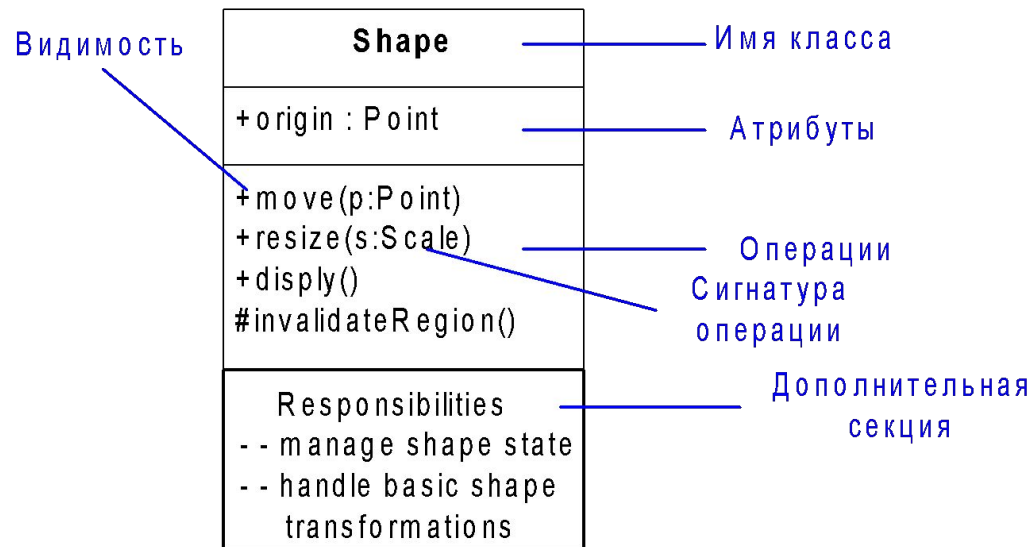 Видимость
Shape
Имя класса
+origin : Point
Атрибуты
+move(p:Point)
+resize(s:Scale)
+disply()
#invalidateRegion()
Операции
Сигнатура
операции
Responsibilities
-- manage shape state
-- handle basic shape
transformations
Дополнительная
секция